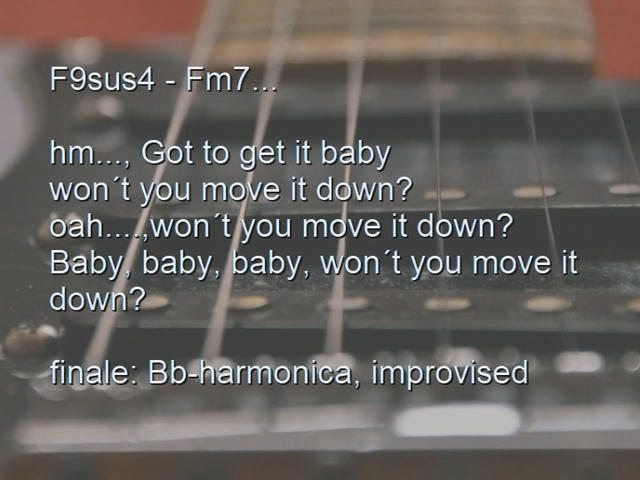 F9sus4 - Fm7...
hm..., Got to get it baby
won´t you move it down?
oah....,won´t you move it down?
Baby, baby, baby, won´t you move it
down?
finale: Bb-harmonica, improvised